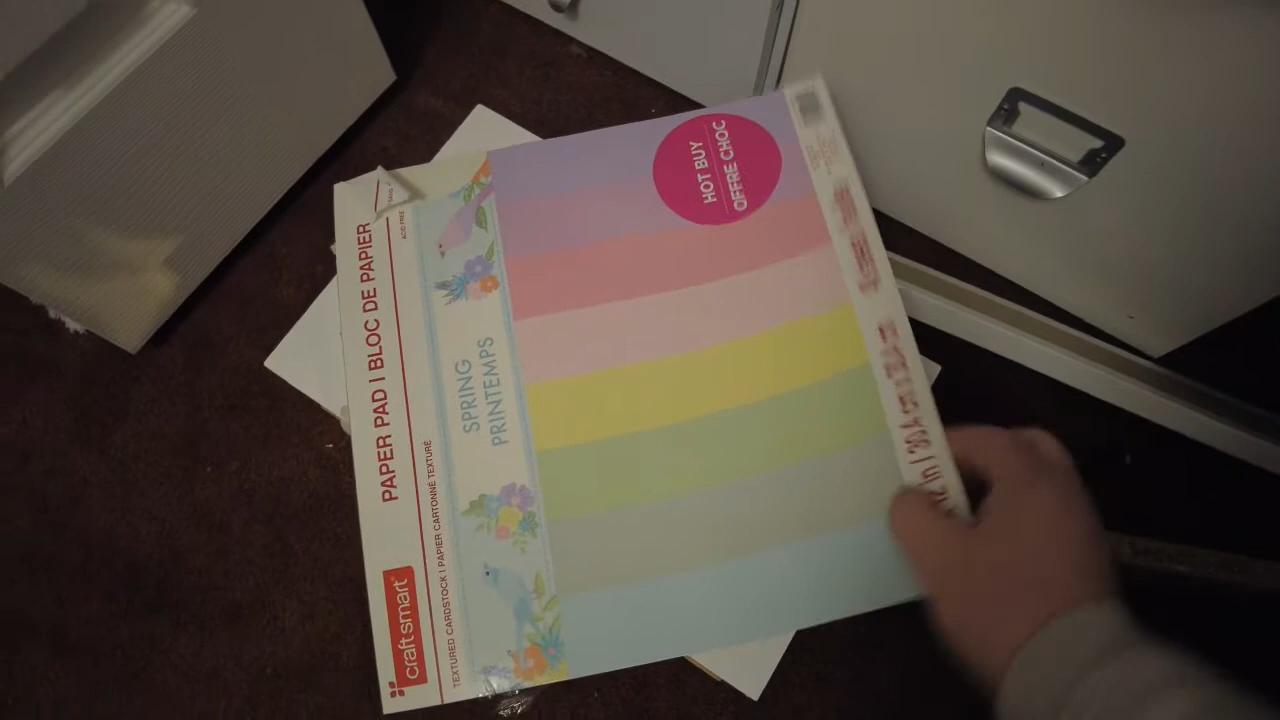 PAPER PAD | BLOC DE PAPIER
craft smart
TEXTURED CARDSTOCK | PAPIER CARTONNÉ TEXTURÉ
ACID FREE
SPRING
PRINTEMPS
HOT BUY
OFFRE CHOC